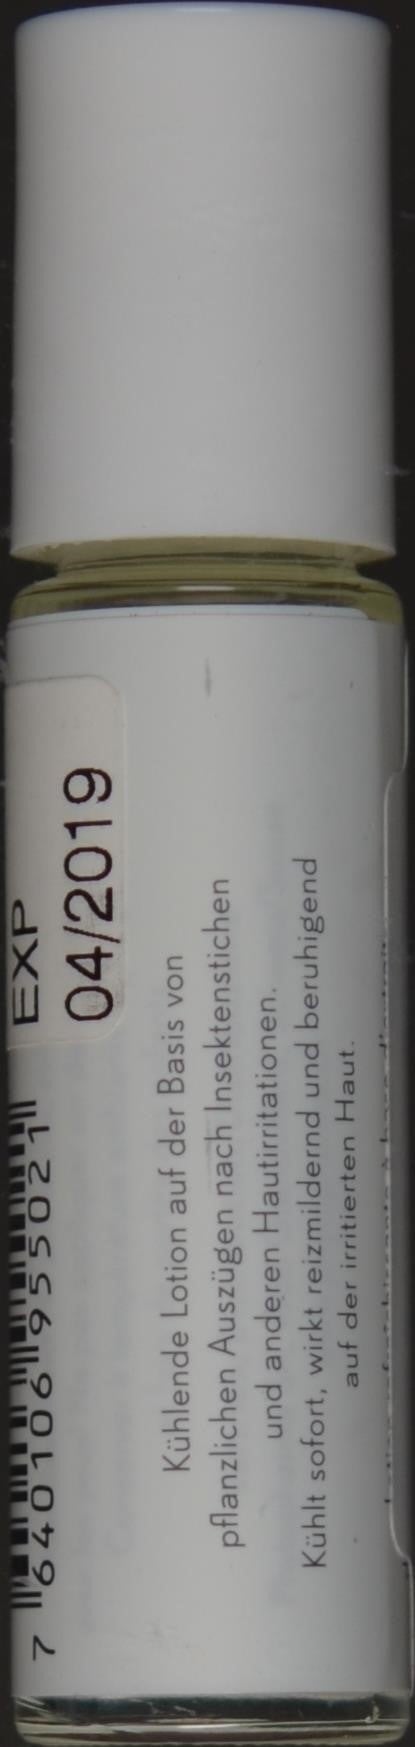 EXP
04/2019
7 640106 955021
Kühlende Lotion auf der Basis von
pflanzlichen Auszügen nach Insektenstichen
und anderen Hautirritationen.
Kühlt sofort, wirkt reizmildernd und beruhigend
auf der irritierten Haut.